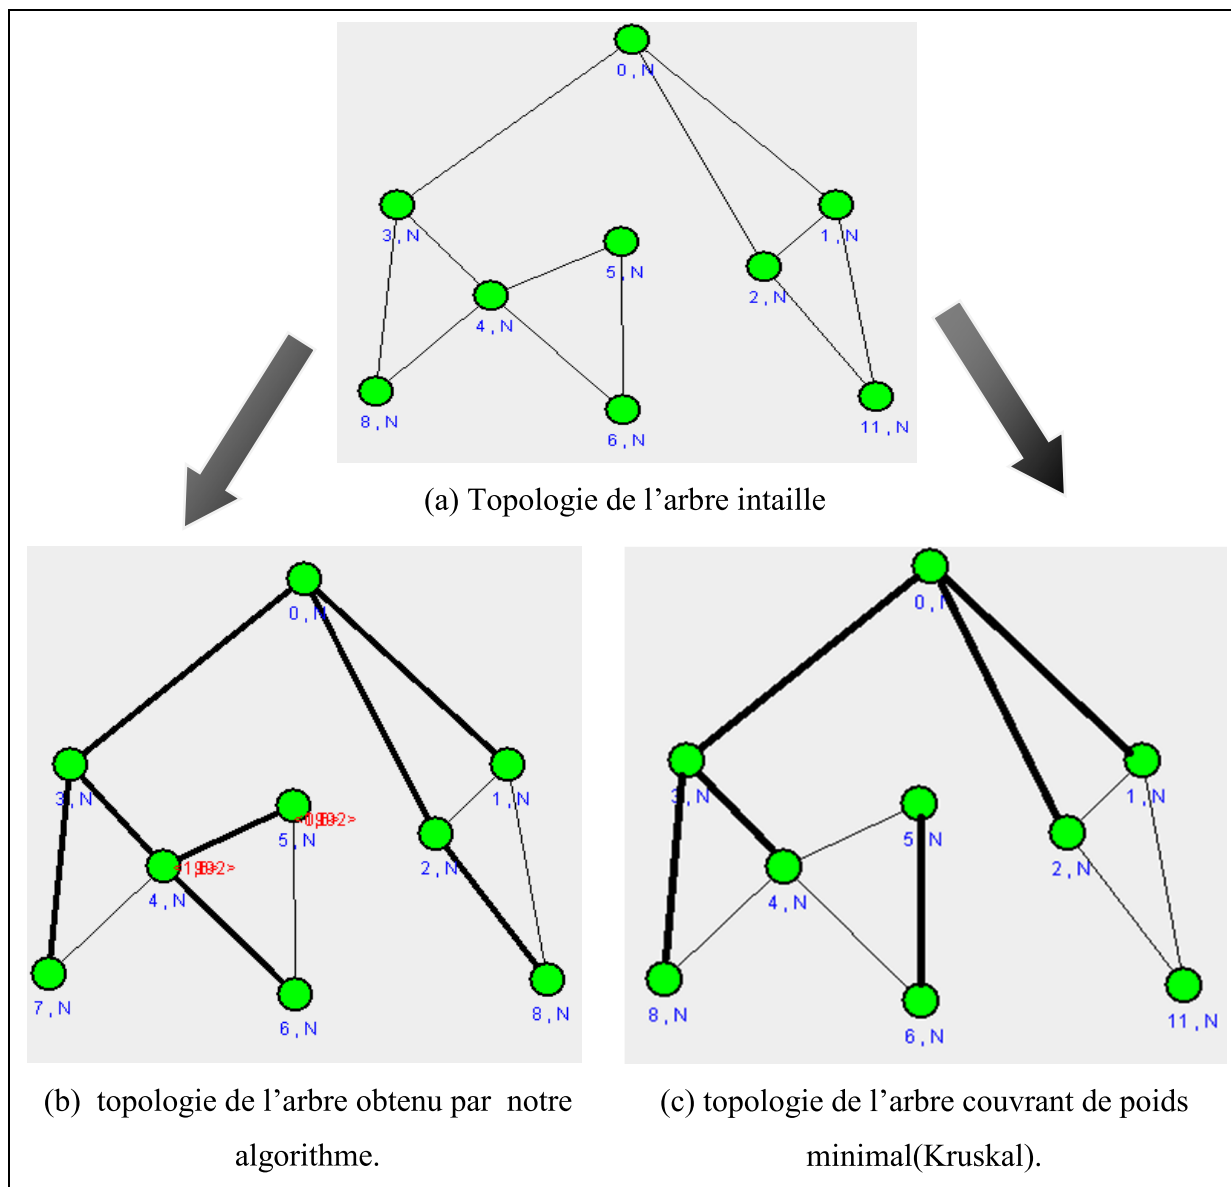 0 , N
3, N
1, N
5, N
2, N
4, N
8, N
6, N
11, N
(a) Topologie de l’arbre intaille
0, N
3, N
1, N
5, N
2, N
4, N
7, N
6, N
8, N
(b) topologie de l’arbre obtenu par notre
algorithme.
0, N
3, N
1, N
5, N
2, N
4, N
8, N
6, N
11, N
(c) topologie de l’arbre couvrant de poids
minimal(Kruskal).